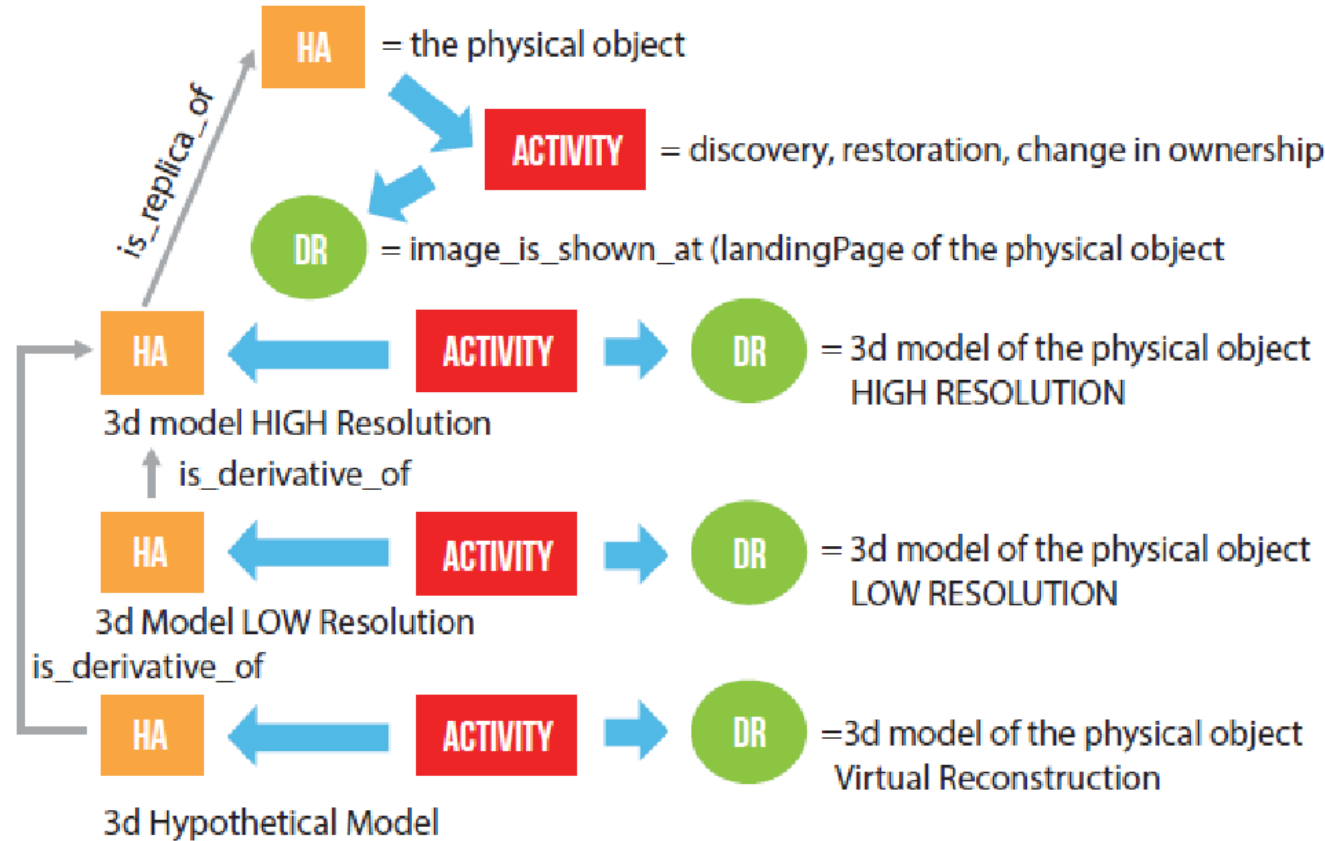 HA = the physical object
is_replica_of
ACTIVITY = discovery, restoration, change in ownership
DR = image_is_shown_at (landingPage of the physical object
HA ACTIVITY DR = 3d model of the physical object
HIGH RESOLUTION
3d model HIGH Resolution
is_derivative_of
HA ACTIVITY DR = 3d model of the physical object
LOW RESOLUTION
3d Model LOW Resolution
is_derivative_of
HA ACTIVITY DR =3d model of the physical object
Virtual Reconstruction
3d Hypothetical Model